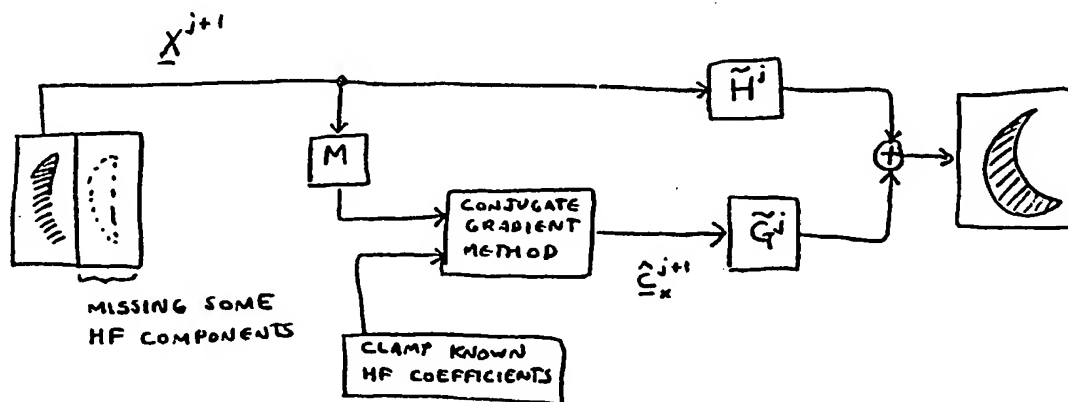 X^{j+1}
H̃^j
M
+
CONJUGATE
GRADIENT
METHOD
G̃^j
Ĉ_x^{j+1}
MISSING SOME
HF COMPONENTS
CLAMP KNOWN
HF COEFFICIENTS